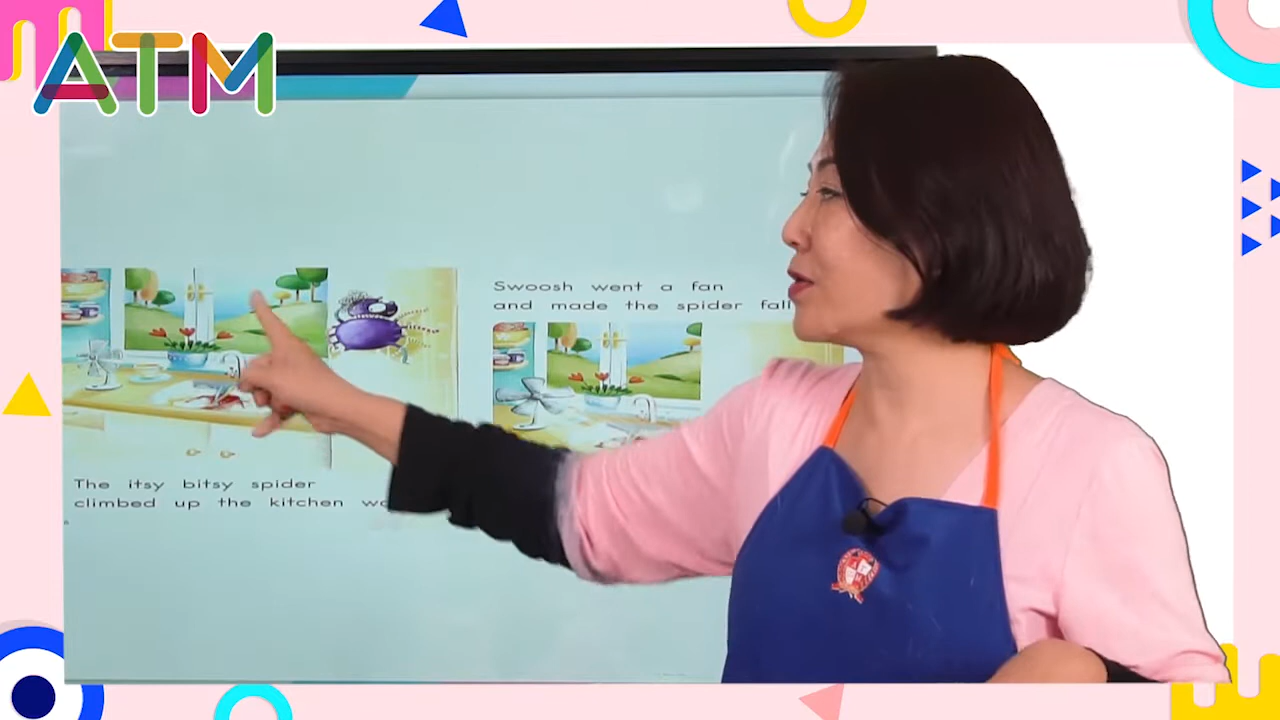 ATM
The itsy bitsy spider
climbed up the kitchen
Swoosh went a fan
and made the spider fall